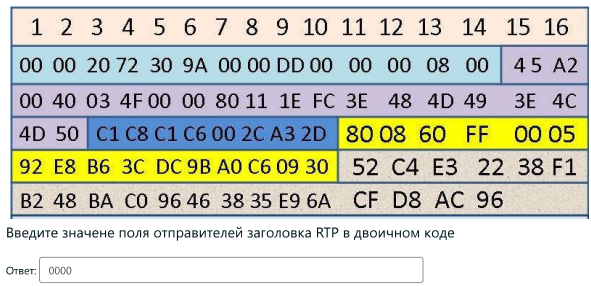 1 2 3 4 5 6 7 8 9 10 11 12 13 14 15 16
00 00 20 72 30 9A 00 00 DD 00 00 00 08 00 4 5 A2
00 40 03 4F 00 00 80 11 1E FC 3E 48 4D 49 3E 4C
4D 50 C1 C8 C1 C6 00 2C A3 2D 80 08 60 FF 00 05
92 E8 B6 3C DC 9B A0 C6 09 30 52 C4 E3 22 38 F1
B2 48 BA C0 96 46 38 35 E9 6A CF D8 AC 96
Введите значене поля отправителей заголовка RTP в двоичном коде
Ответ: 0000